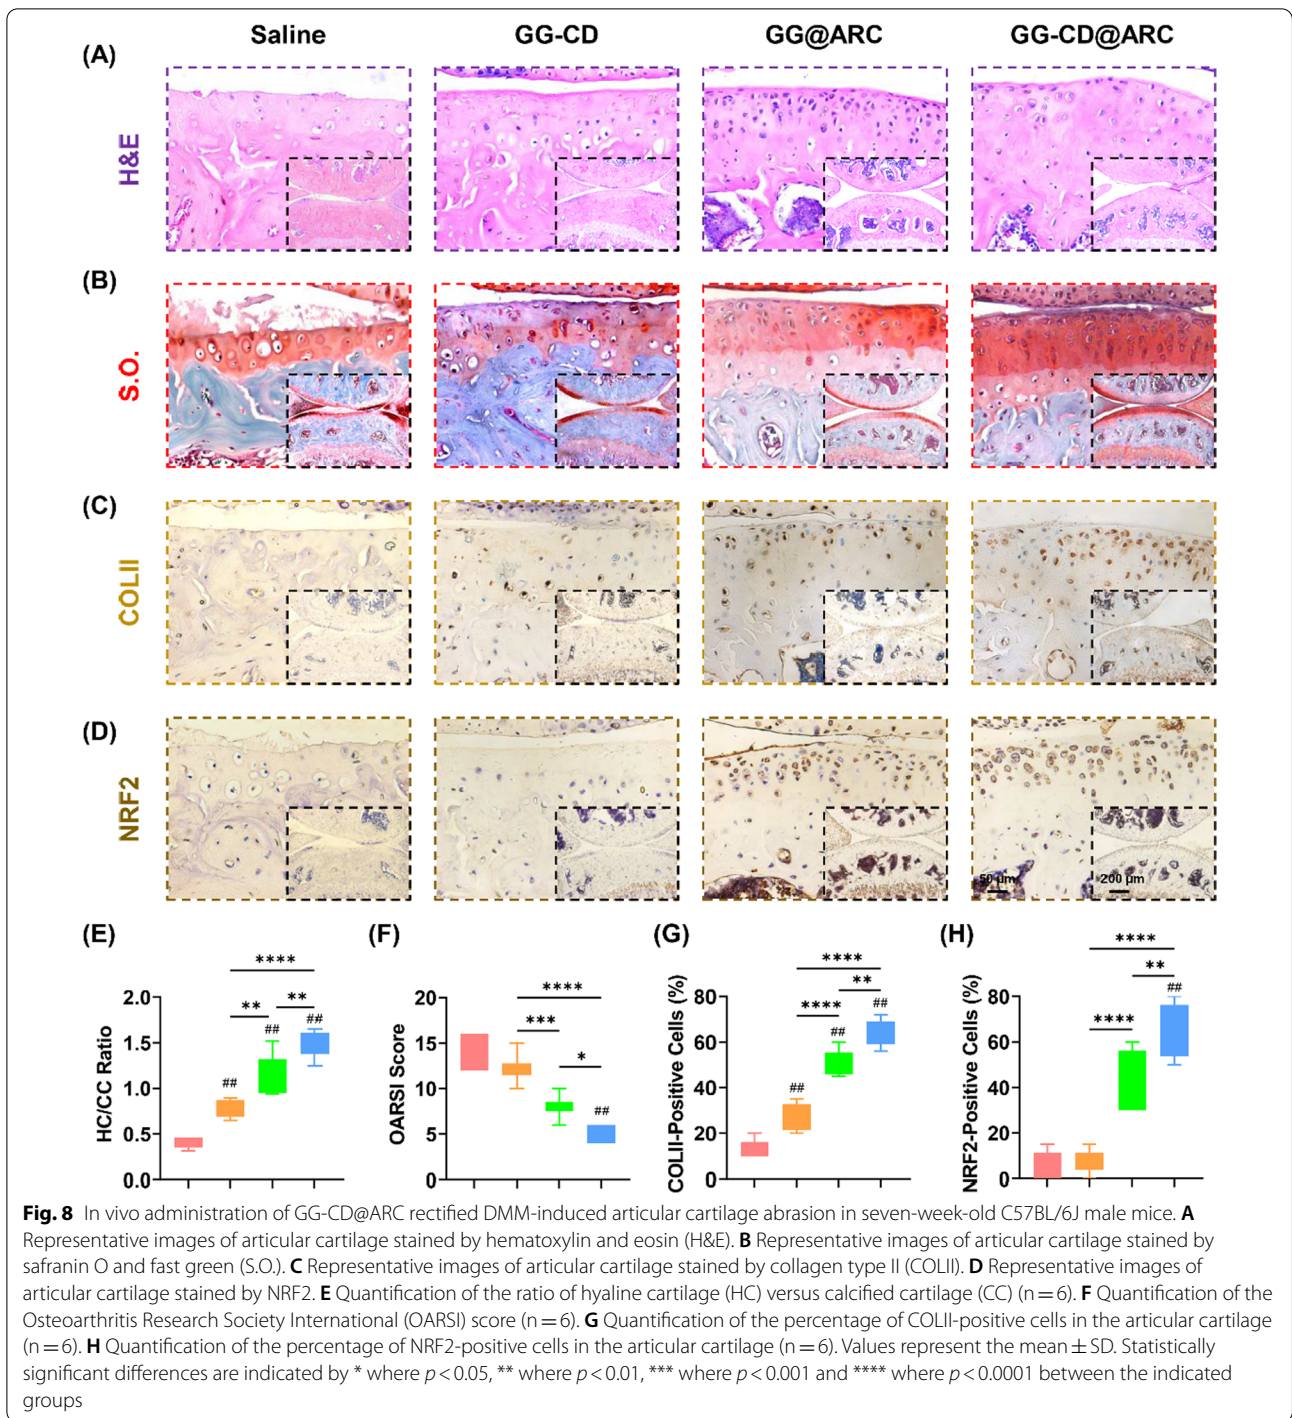 Saline GG-CD GG@ARC GG-CD@ARC
(A)
H&E
(B)
S.O.
(C)
COLII
(D)
NRF2
50 μm 200 μm
(E) (F) (G) (H)
HC/CC Ratio
2.0
1.5
1.0
0.5
0.0
**** ** ** ## ## ##
OARSI Score
20
15
10
5
0
**** *** * ##
COLII-Positive Cells (%)
80
60
40
20
0
**** **** ** ## ## ##
NRF2-Positive Cells (%)
80
60
40
20
0
**** **** ** ##
Fig. 8 In vivo administration of GG-CD@ARC rectified DMM-induced articular cartilage abrasion in seven-week-old C57BL/6J male mice. A
Representative images of articular cartilage stained by hematoxylin and eosin (H&E). B Representative images of articular cartilage stained by
safranin O and fast green (S.O.). C Representative images of articular cartilage stained by collagen type II (COLII). D Representative images of
articular cartilage stained by NRF2. E Quantification of the ratio of hyaline cartilage (HC) versus calcified cartilage (CC) (n = 6). F Quantification of the
Osteoarthritis Research Society International (OARSI) score (n = 6). G Quantification of the percentage of COLII-positive cells in the articular cartilage
(n = 6). H Quantification of the percentage of NRF2-positive cells in the articular cartilage (n = 6). Values represent the mean ± SD. Statistically
significant differences are indicated by * where p < 0.05, ** where p < 0.01, *** where p < 0.001 and **** where p < 0.0001 between the indicated
groups